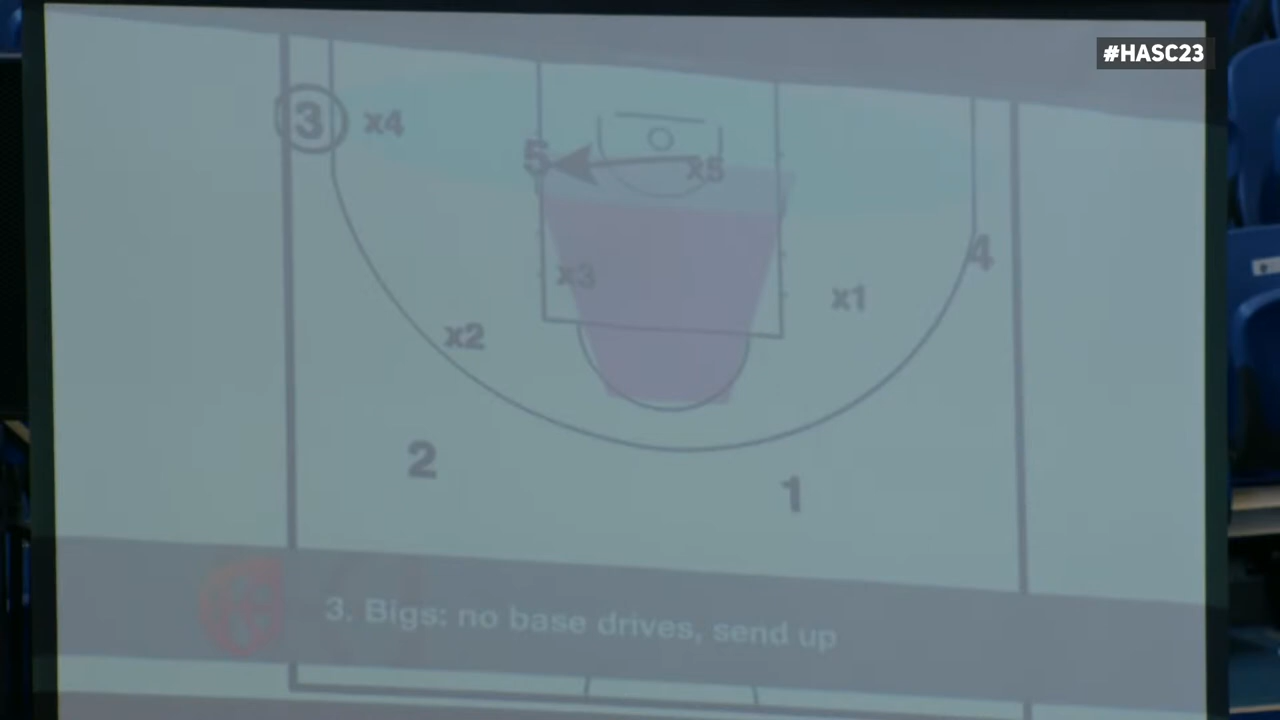 #HASC23
3
x4
5
x5
4
x3
x1
x2
2
1
3. Bigs: no base drives, send up